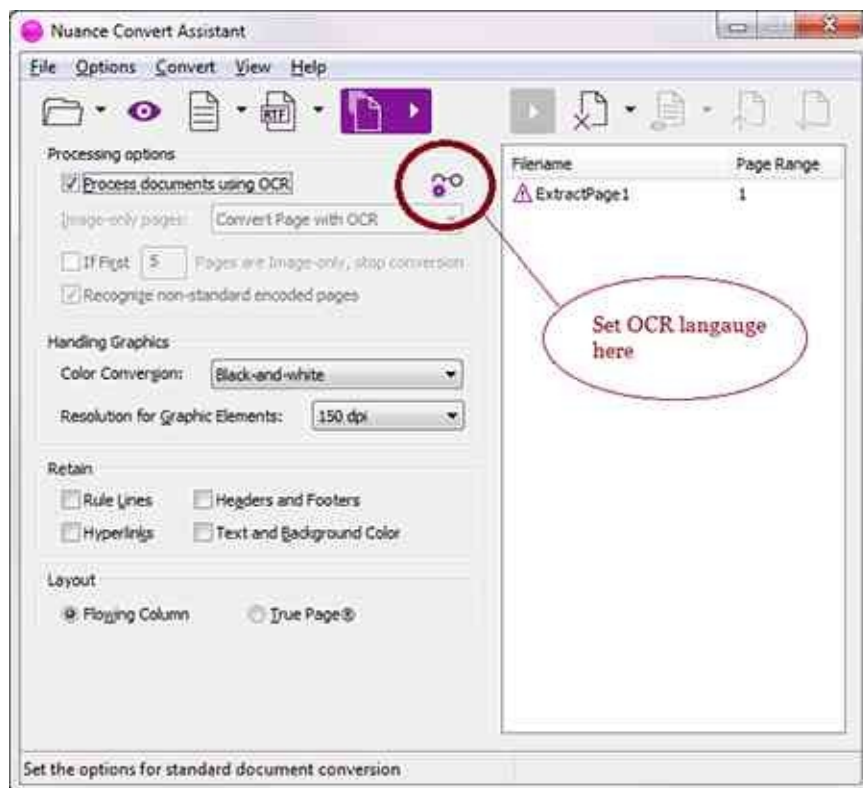 Nuance Convert Assistant
File Options Convert View Help
RTF
Processing options
Process documents using OCR
Image-only pages: Convert Page with OCR
If First 5 Pages are Image-only, stop conversion
Recognize non-standard encoded pages
Handling Graphics
Color Conversion: Black-and-white
Resolution for Graphic Elements: 150 dpi
Retain
Rule Lines Headers and Footers
Hyperlinks Text and Background Color
Layout
Flowing Column True Page®
Filename Page Range
ExtractPage1 1
Set OCR langauge
here
Set the options for standard document conversion